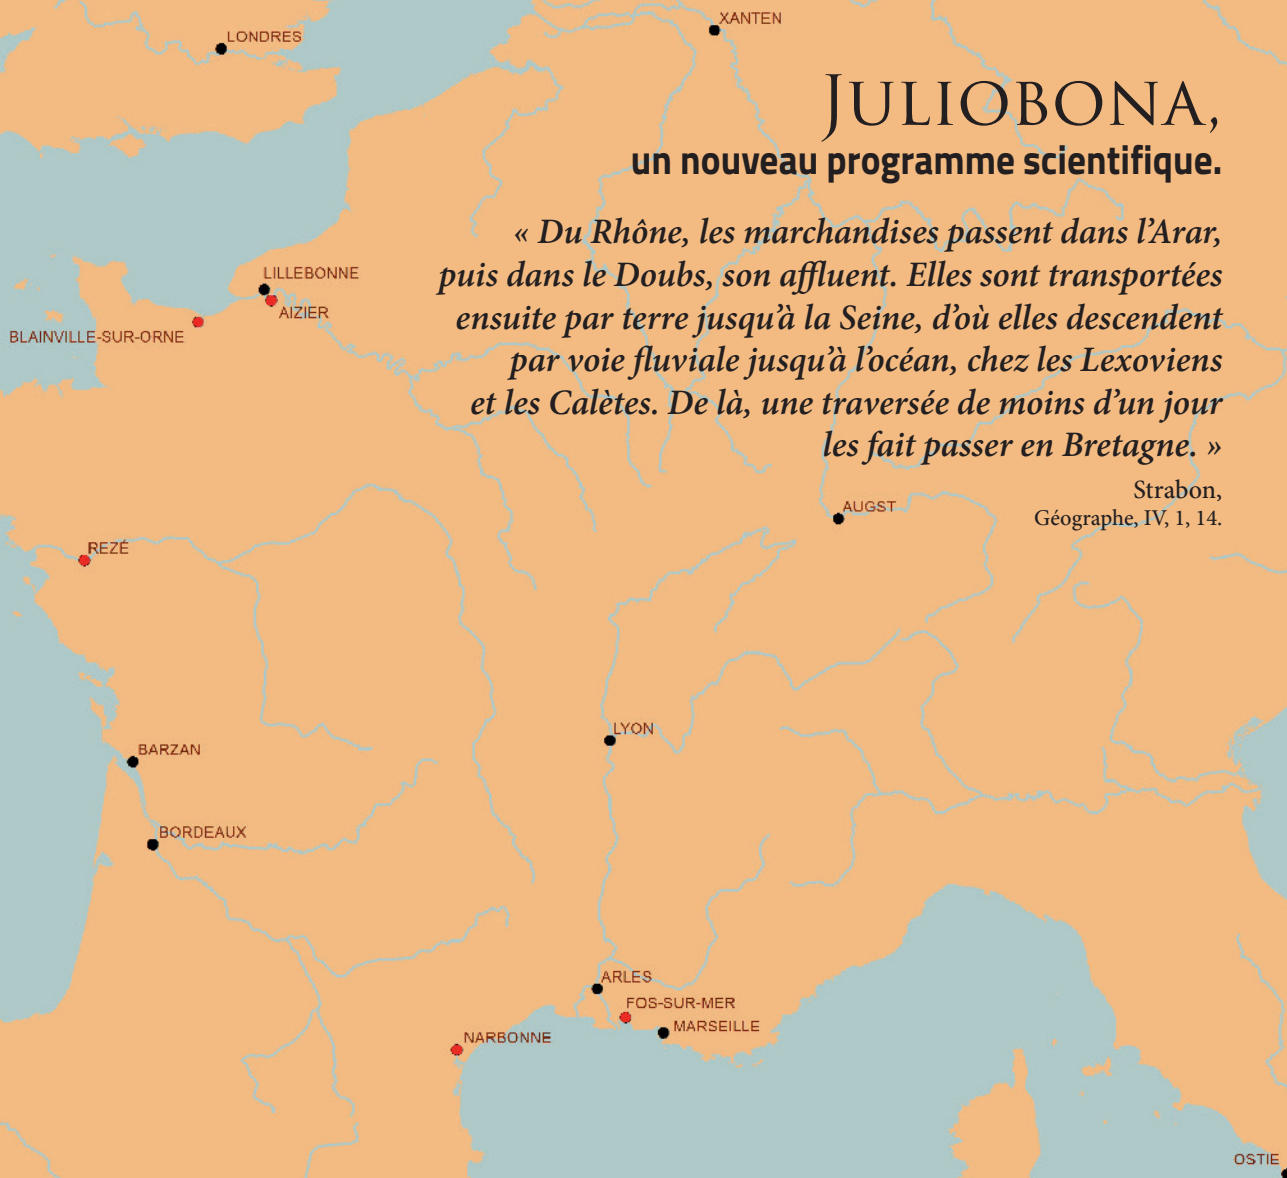 XANTEN
LONDRES
JULIOBONA,
un nouveau programme scientifique.
« Du Rhône, les marchandises passent dans l’Arar,
puis dans le Doubs, son affluent. Elles sont transportées
ensuite par terre jusqu’à la Seine, d’où elles descendent
par voie fluviale jusqu’à l’océan, chez les Lexoviens
et les Calètes. De là, une traversée de moins d’un jour
les fait passer en Bretagne. »
Strabon,
Géographe, IV, 1, 14.
LILLEBONNE
AIZIER
BLAINVILLE-SUR-ORNE
AUGST
REZÉ
LYON
BARZAN
BORDEAUX
ARLES
FOS-SUR-MER
MARSEILLE
NARBONNE
OSTIE